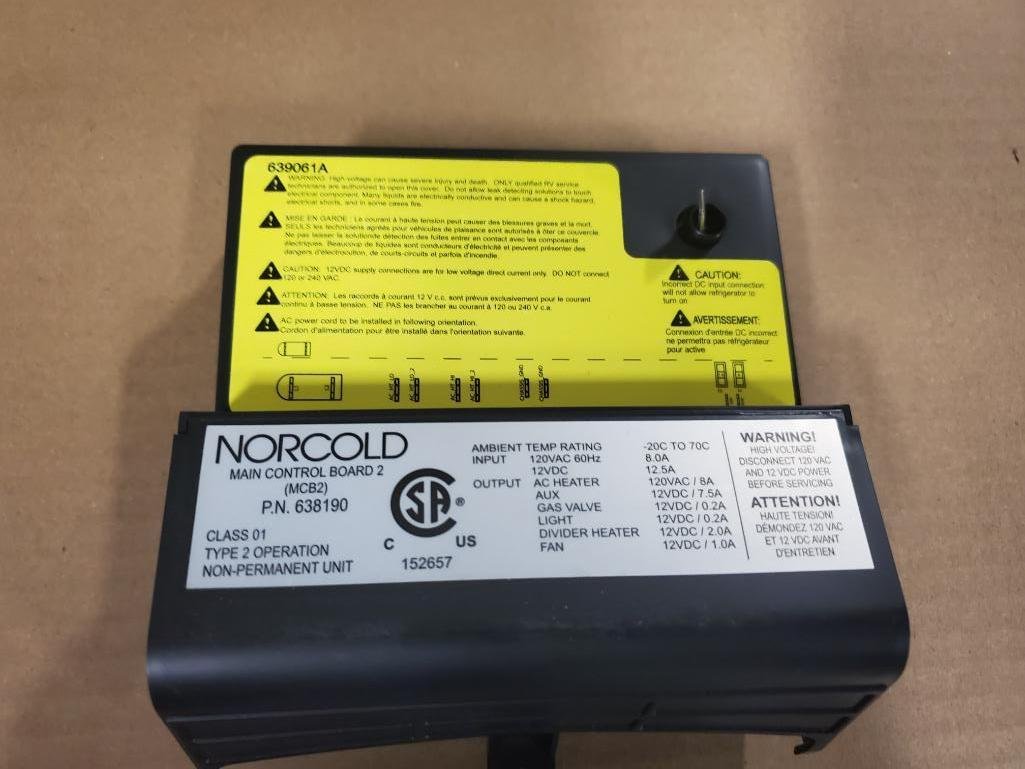 639061A
WARNING: High voltage can cause severe injury and death. ONLY qualified RV service
technicians are authorized to open this cover. Do not allow leak detecting solutions to touch
electrical component. Many liquids are electrically conductive and can cause a shock hazard,
electrical shorts, and in some cases fire.
MISE EN GARDE: Le courant à haute tension peut causer des blessures graves et la mort.
SEULS les techniciens agréés pour véhicules de plaisance sont autorisés à ôter ce couvercle.
Ne pas laisser la solutionde détection des fuites entrer en contact avec les composants
électriques. Beaucoup de liquides sont conducteurs d'électricité et peuvent présenter des
dangers d'électrocution, de courts-circuits et parfois d'incendie.
CAUTION: 12VDC supply connections are for low voltage direct current only. DO NOT connect
120 or 240 VAC.
ATTENTION: Les raccords à courant 12 V c.c. sont prévus exclusivement pour le courant
continu à basse tension. NE PAS les brancher au courant à 120 ou 240 V c.a.
AC power cord to be installed in following orientation.
Cordon d'alimentation pour être installé dans l'orientation suivante.
CAUTION:
Incorrect DC input connection
will not allow refrigerator to
turn on
AVERTISSEMENT:
Connexion d'entrée DC incorrect
ne permettra pas réfrigérateur
pour active
AC_HT_LO
AC_HT_LO_2
AC_HT_HI
AC_HT_HI_2
CHASSIS_GND
CHASSIS_GND
NORCOLD
MAIN CONTROL BOARD 2
(MCB2)
P.N. 638190
CLASS 01
TYPE 2 OPERATION
NON-PERMANENT UNIT
SA ®
C US
152657
AMBIENT TEMP RATING -20C TO 70C
INPUT 120VAC 60Hz 8.0A
12VDC 12.5A
OUTPUT AC HEATER 120VAC / 8A
AUX 12VDC / 7.5A
GAS VALVE 12VDC / 0.2A
LIGHT 12VDC / 0.2A
DIVIDER HEATER 12VDC / 2.0A
FAN 12VDC / 1.0A
WARNING!
HIGH VOLTAGE!
DISCONNECT 120 VAC
AND 12 VDC POWER
BEFORE SERVICING
ATTENTION!
HAUTE TENSION!
DÉMONDEZ 120 VAC
ET 12 VDC AVANT
D'ENTRETIEN